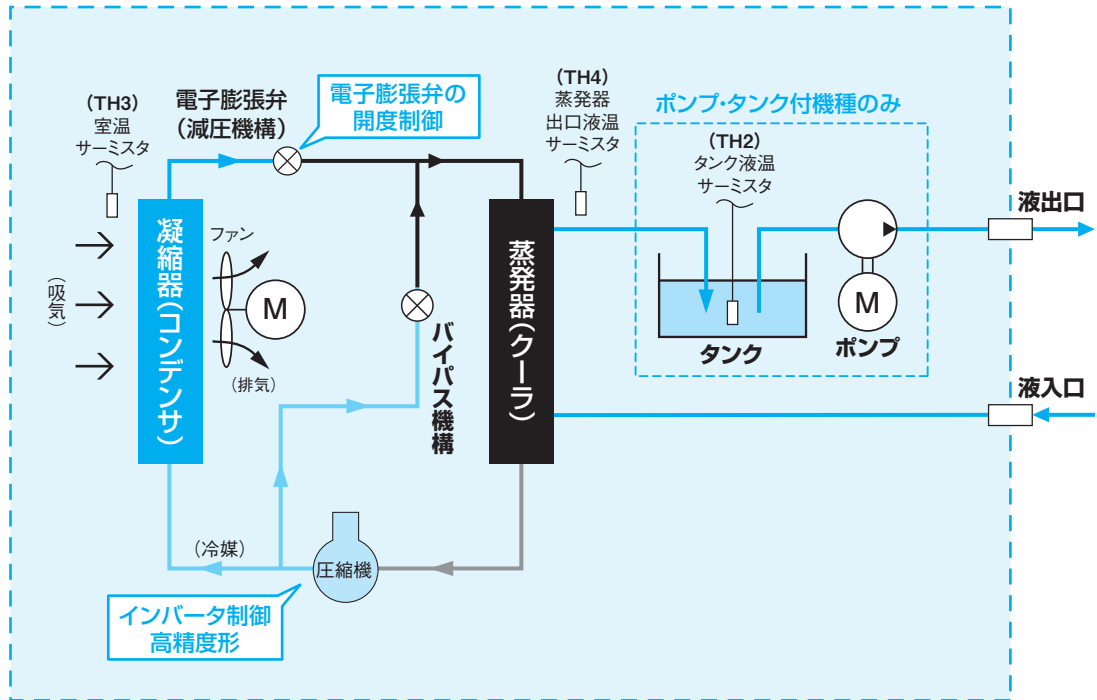 (TH3)
室温
サーミスタ
電子膨張弁
(減圧機構)
電子膨張弁の
開度制御
(TH4)
蒸発器
出口液温
サーミスタ
ポンプ・タンク付機種のみ
(TH2)
タンク液温
サーミスタ
液出口
凝縮器(コンデンサ)
ファン
(吸気)
M
(排気)
バイパス機構
蒸発器(クーラ)
M
タンク
ポンプ
液入口
(冷媒)
圧縮機
インバータ制御
高精度形